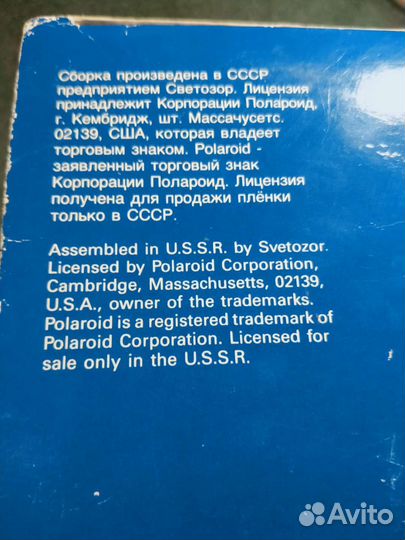 Сборка произведена в СССР
предприятием Светозор. Лицензия
принадлежит Корпорации Полароид,
г. Кембридж, шт. Массачусетс.
02139, США, которая владеет
торговым знаком. Polaroid -
заявленный торговый знак
Корпорации Полароид. Лицензия
получена для продажи плёнки
только в СССР.
Assembled in U.S.S.R. by Svetozor.
Licensed by Polaroid Corporation,
Cambridge, Massachusetts, 02139,
U.S.A., owner of the trademarks.
Polaroid is a registered trademark of
Polaroid Corporation. Licensed for
sale only in the U.S.S.R.
Avito